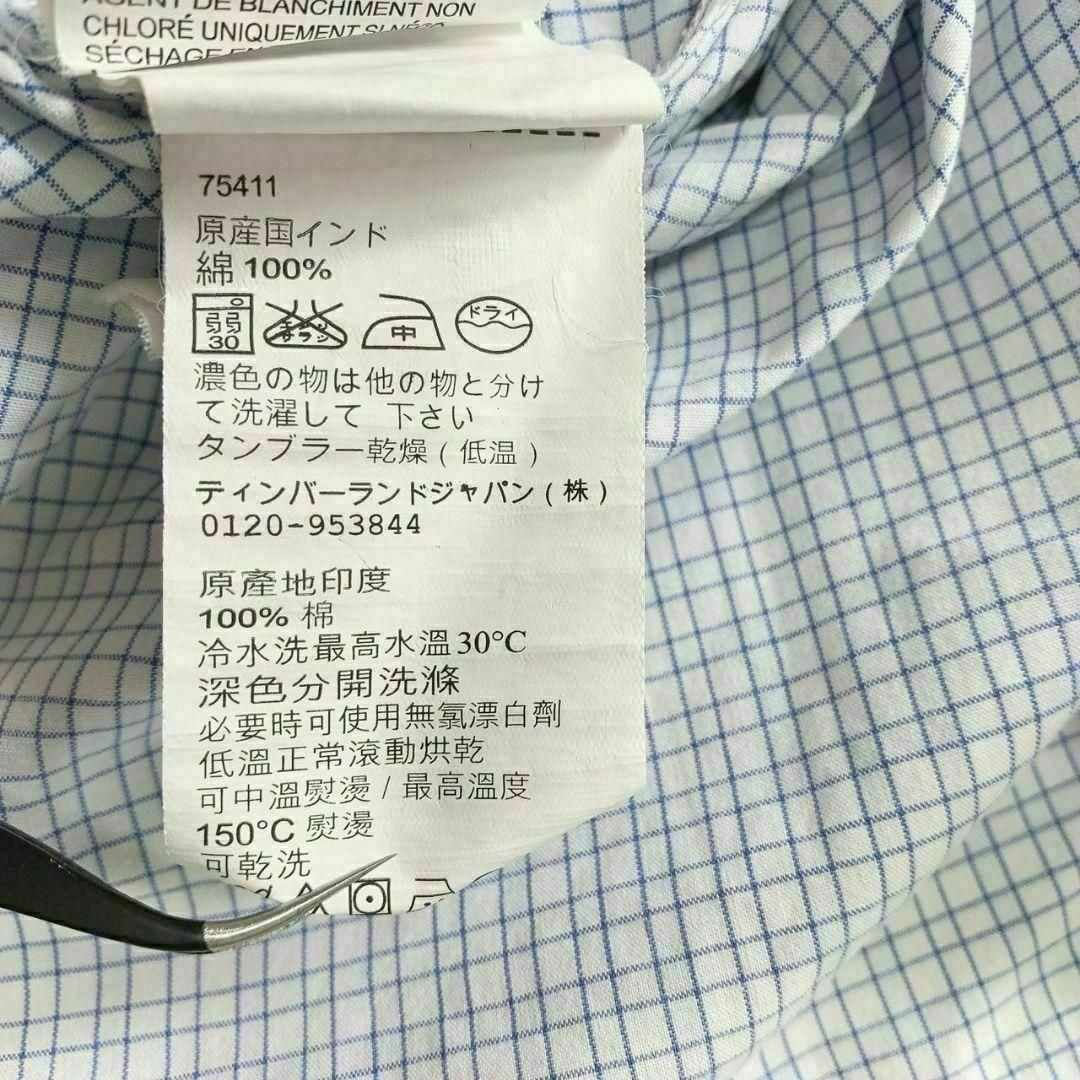 AGENT DE BLANCHIMENT NON
CHLORÉ UNIQUEMENT SI
SÉCHAGE
75411
原産国インド
綿 100%
弱 30 中 ドライ
濃色の物は他の物と分け
て洗濯して 下さい
タンブラー乾燥 ( 低温 )
ティンバーランドジャパン ( 株 )
0120-953844
原產地印度
100% 棉
冷水洗最高水溫30°C
深色分開洗滌
必要時可使用無氯漂白劑
低溫正常滾動烘乾
可中溫熨燙 / 最高溫度
150°C 熨燙
可乾洗